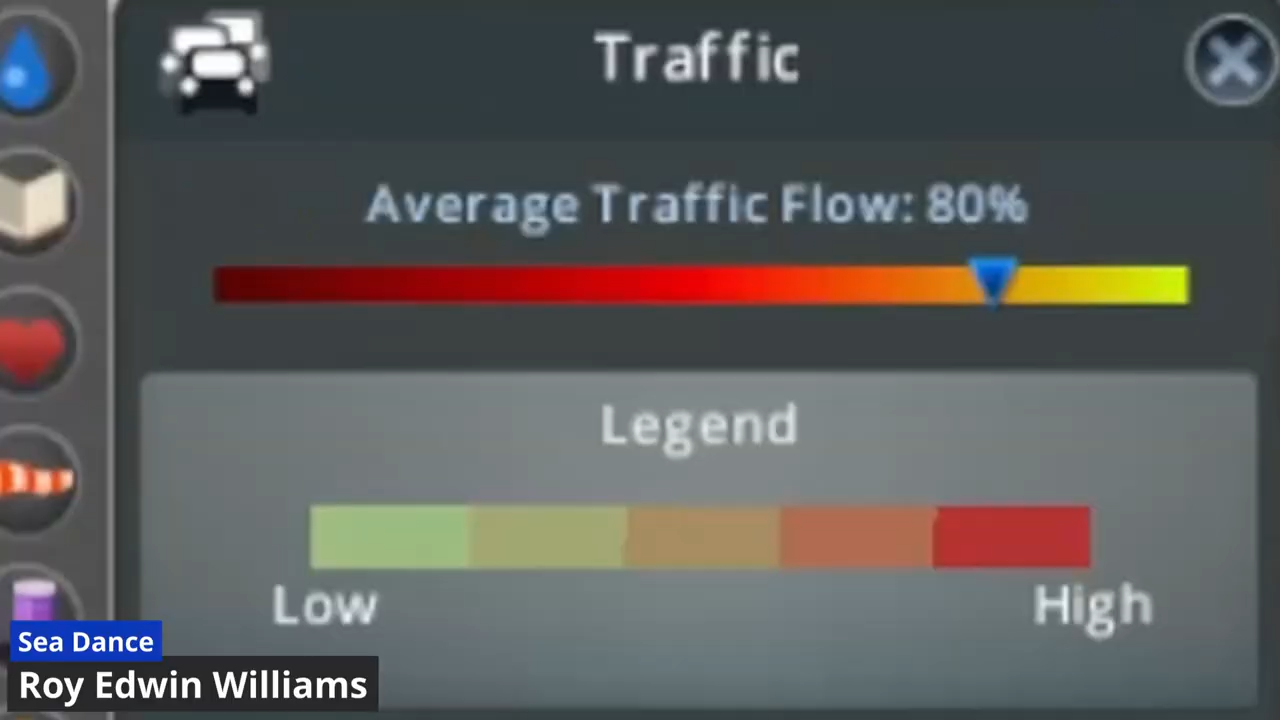 Traffic
Average Traffic Flow: 80%
Legend
Low High
Sea Dance
Roy Edwin Williams